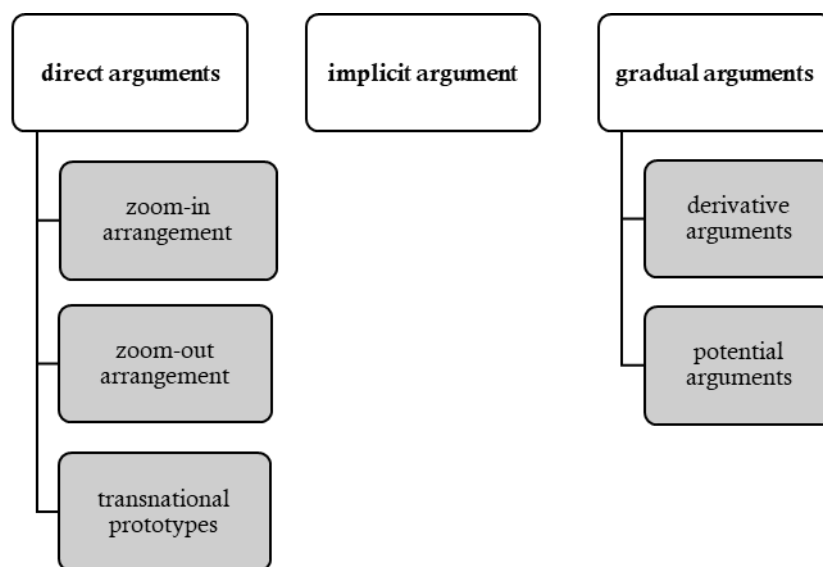 direct arguments
implicit argument
gradual arguments
zoom-in
arrangement
zoom-out
arrangement
transnational
prototypes
derivative
arguments
potential
arguments